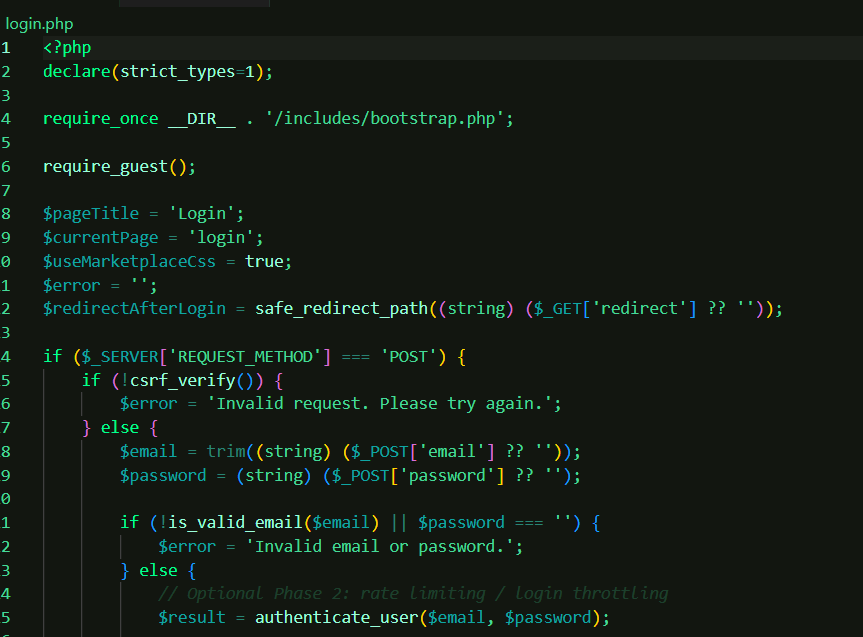 login.php
1 <?php
2 declare(strict_types=1);
3
4 require_once __DIR__ . '/includes/bootstrap.php';
5
6 require_guest();
7
8 $pageTitle = 'Login';
9 $currentPage = 'login';
0 $useMarketplaceCss = true;
1 $error = '';
2 $redirectAfterLogin = safe_redirect_path((string) ($_GET['redirect'] ?? ''));
3
4 if ($_SERVER['REQUEST_METHOD'] === 'POST') {
5     if (!csrf_verify()) {
6         $error = 'Invalid request. Please try again.';
7     } else {
8         $email = trim((string) ($_POST['email'] ?? ''));
9         $password = (string) ($_POST['password'] ?? '');
0
1         if (!is_valid_email($email) || $password === '') {
2             $error = 'Invalid email or password.';
3         } else {
4             // Optional Phase 2: rate limiting / login throttling
5             $result = authenticate_user($email, $password);